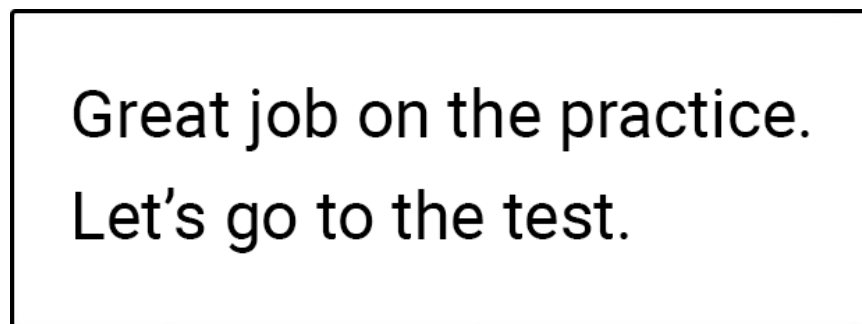 Great job on the practice.
Let’s go to the test.